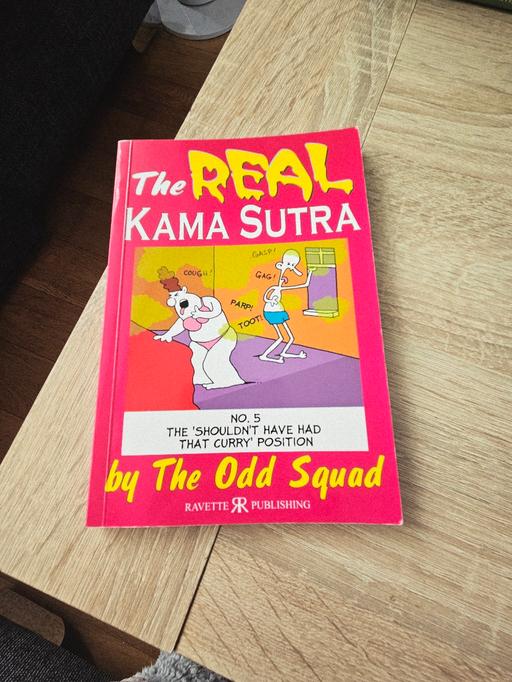 The REAL
KAMA SUTRA
GASP!
COUGH!
GAG!
PARP!
TOOT!
NO. 5
THE 'SHOULDN'T HAVE HAD
THAT CURRY' POSITION
by The Odd Squad
RAVETTE RR PUBLISHING